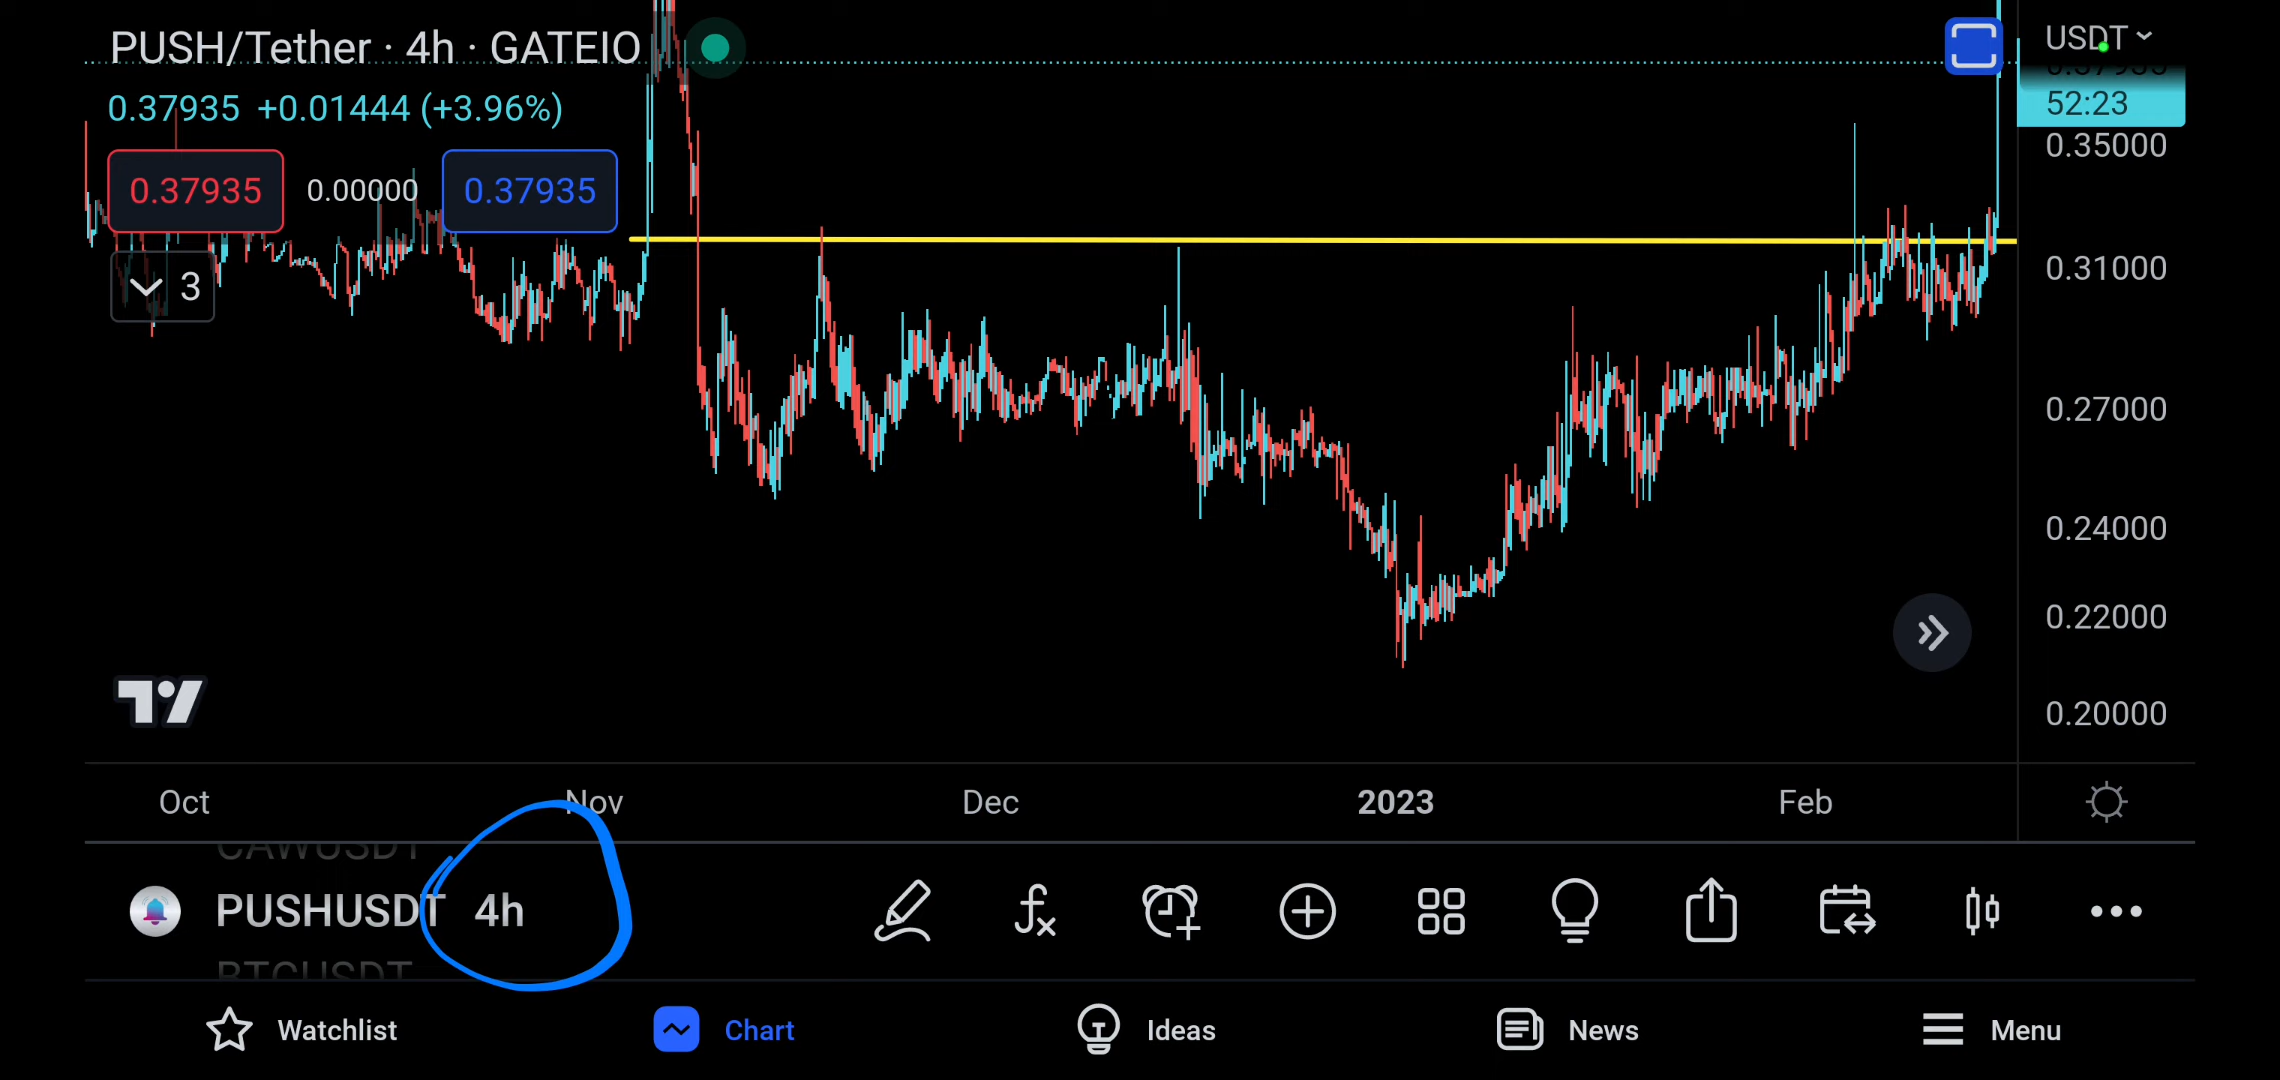 PUSH/Tether · 4h · GATEIO
USDT
0.37935 +0.01444 (+3.96%)
52:23
0.35000
0.37935 0.00000 0.37935
3
0.31000
0.27000
0.24000
0.22000
0.20000
Oct Nov Dec 2023 Feb
CAWUSDT
PUSHUSDT 4h
BTCUSDT
Watchlist Chart Ideas News Menu